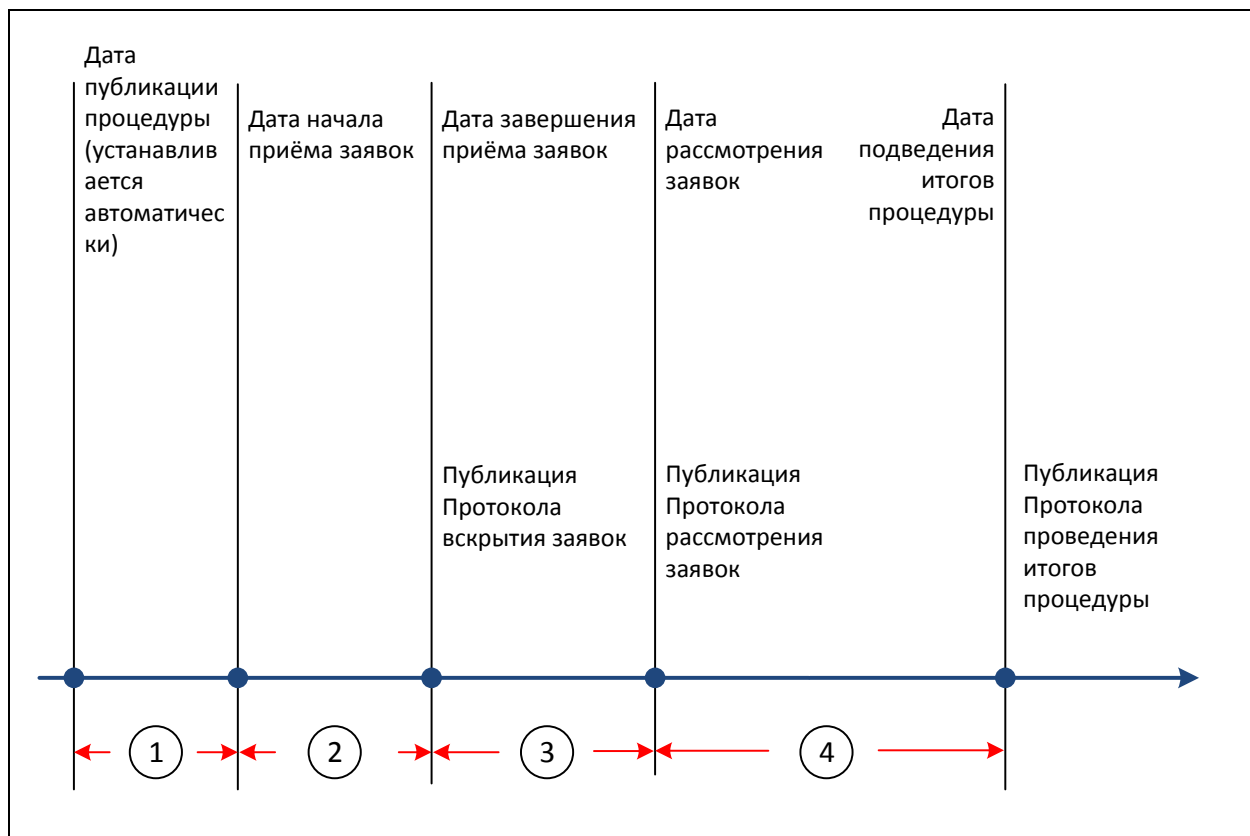 Дата
публикации
процедуры
(устанавлив
ается
автоматичес
ки)
Дата начала
приёма заявок
Дата завершения
приёма заявок
Дата
рассмотрения
заявок
Дата
подведения
итогов
процедуры
Публикация
Протокола
вскрытия заявок
Публикация
Протокола
рассмотрения
заявок
Публикация
Протокола
проведения
итогов
процедуры
1
2
3
4